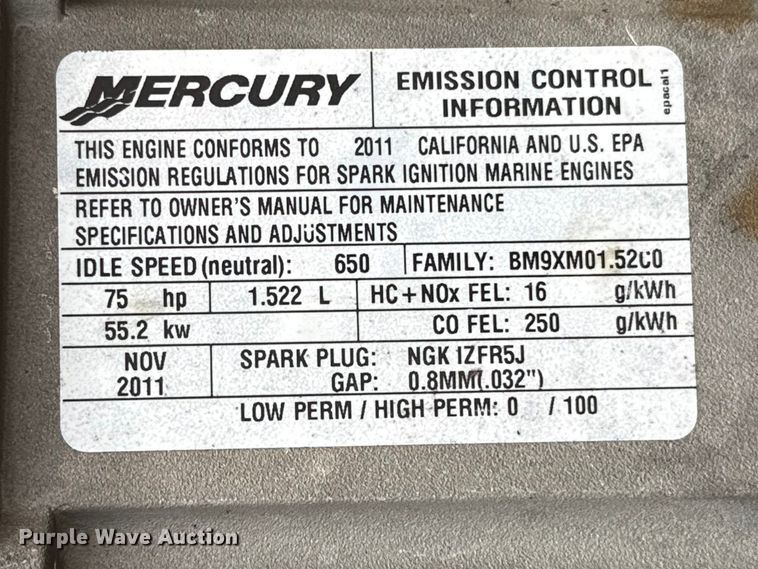 MERCURY
EMISSION CONTROL
INFORMATION
epacal1
THIS ENGINE CONFORMS TO 2011 CALIFORNIA AND U.S. EPA
EMISSION REGULATIONS FOR SPARK IGNITION MARINE ENGINES
REFER TO OWNER'S MANUAL FOR MAINTENANCE
SPECIFICATIONS AND ADJUSTMENTS
IDLE SPEED (neutral): 650 FAMILY: BM9XM01.52C0
75 hp 1.522 L HC+NOx FEL: 16 g/kWh
55.2 kw CO FEL: 250 g/kWh
NOV SPARK PLUG: NGK IZFR5J
2011 GAP: 0.8MM(.032")
LOW PERM / HIGH PERM: 0 / 100
Purple Wave Auction